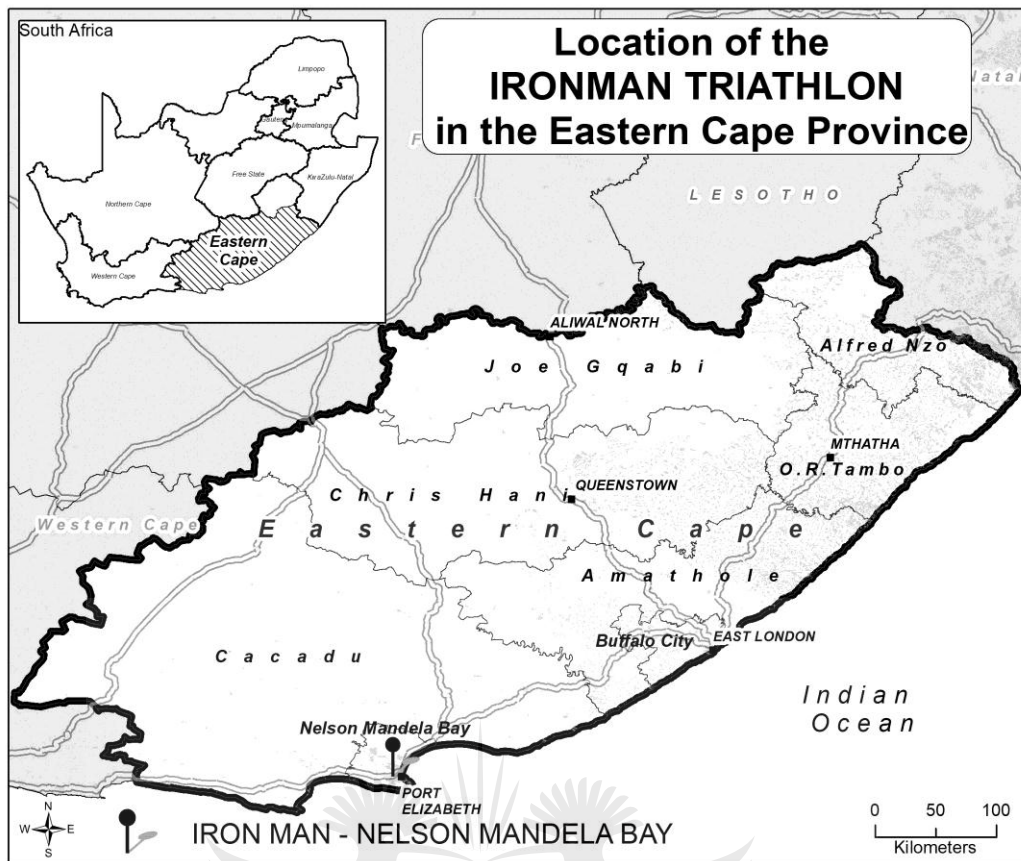 South Africa
Limpopo
Gauteng
Mpumalanga
Free State
KwaZulu-Natal
Northern Cape
Eastern
Cape
Western Cape
Location of the
IRONMAN TRIATHLON
in the Eastern Cape Province
Natal
F
LESOTHO
ALIWAL NORTH
Alfred Nzo
Joe Gqabi
MTHATHA
O.R.Tambo
QUEENSTOWN
Chris Hani
Western Cape
Eastern Cape
Amathole
Buffalo City
EAST LONDON
Cacadu
Indian
Ocean
Nelson Mandela Bay
PORT
ELIZABETH
N
W E
S
IRON MAN - NELSON MANDELA BAY
0 50 100
Kilometers